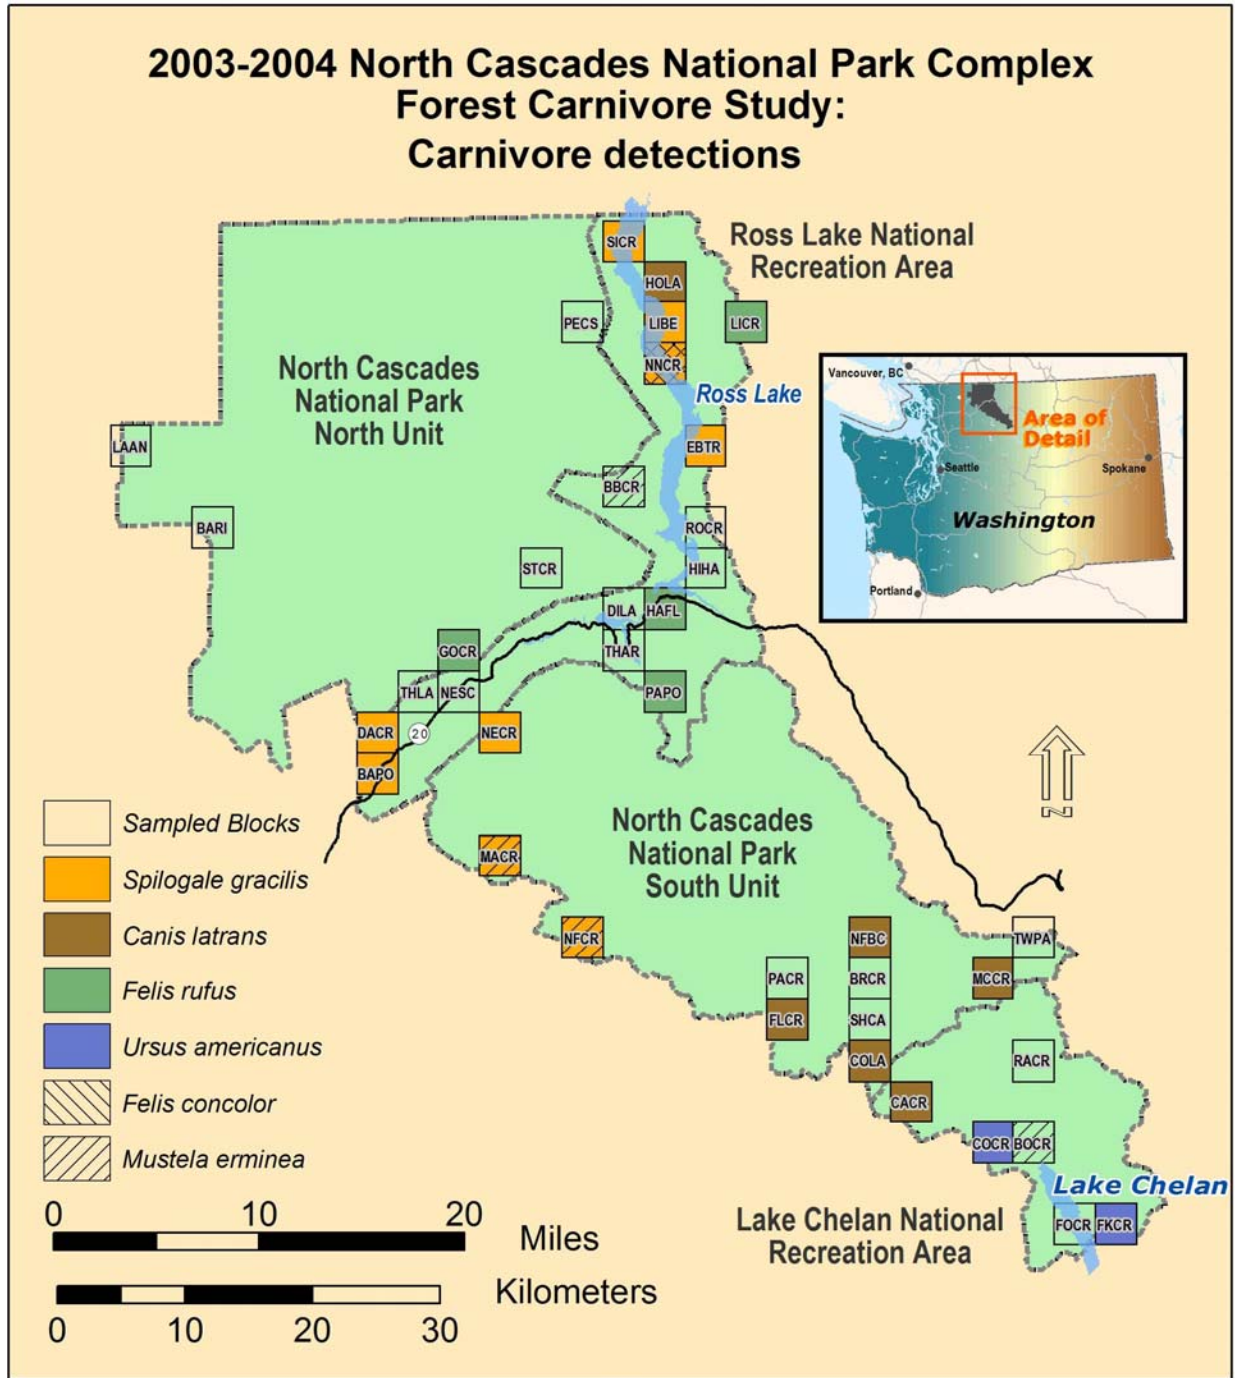 2003-2004 North Cascades National Park Complex
Forest Carnivore Study:
Carnivore detections
SICR
Ross Lake National
Recreation Area
HOLA
PECS
LIBE
LICR
NNCR
North Cascades
National Park
North Unit
Ross Lake
LAAN
EBTR
BBCR
BARI
ROCR
STCR
HIHA
DILA
HAFL
GOCR
THAR
THLA
NESC
PAPO
DACR
20
NECR
BAPO
Vancouver, BC
Area of
Detail
Seattle
Spokane
Washington
Portland
N
MACR
North Cascades
National Park
South Unit
NFCR
NFBC
TWPA
PACR
BRCR
MCCR
FLCR
SHCA
COLA
RACR
CACR
COCR
BOCR
Lake Chelan
FOCR
FKCR
Lake Chelan National
Recreation Area
Sampled Blocks
Spilogale gracilis
Canis latrans
Felis rufus
Ursus americanus
Felis concolor
Mustela erminea
0 10 20
Miles
Kilometers
0 10 20 30